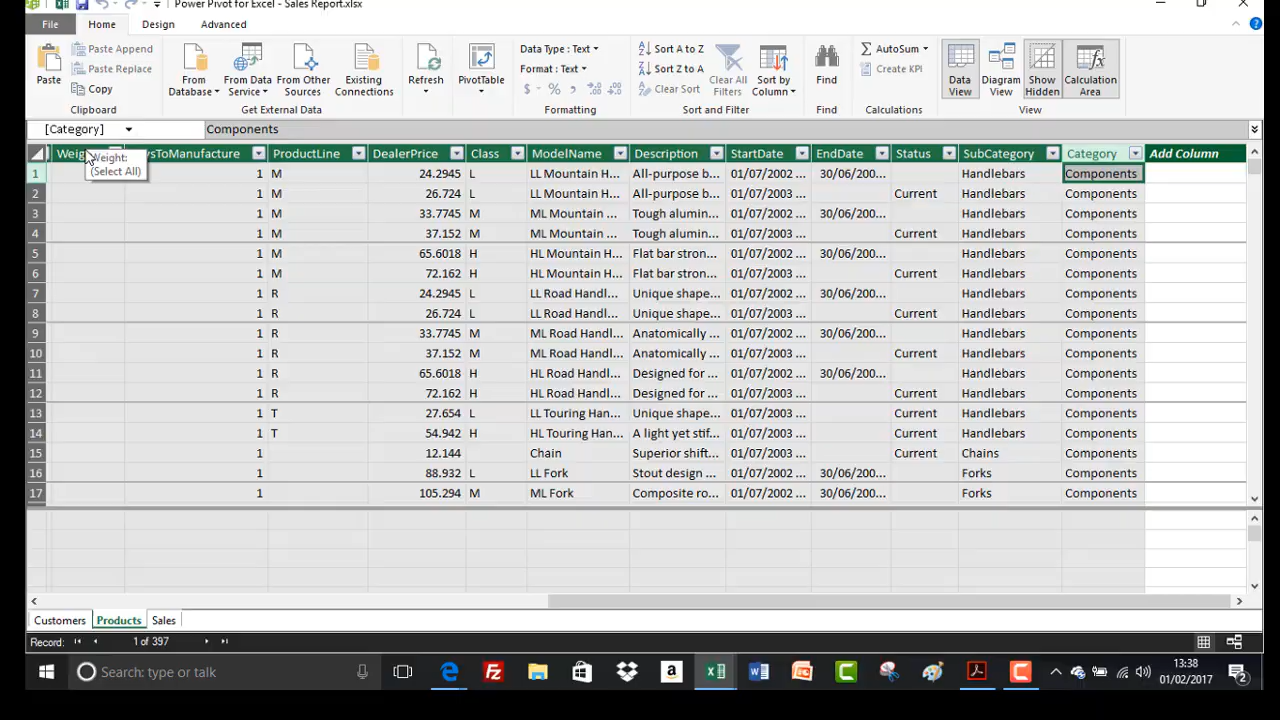 Power Pivot for Excel - Sales Report.xlsx
File Home Design Advanced
Paste
Paste Append
Paste Replace
Copy
Clipboard
From Database
From Data Service
From Other Sources
Existing Connections
Get External Data
Refresh
PivotTable
Data Type : Text
Format : Text
$ % ,
Formatting
Sort A to Z
Sort Z to A
Clear Sort
Clear All Filters
Sort by Column
Sort and Filter
Find
Find
AutoSum
Create KPI
Calculations
Data View
Diagram View
Show Hidden
Calculation Area
View
[Category] Components
ToManufacture ProductLine DealerPrice Class ModelName Description StartDate EndDate Status SubCategory Category Add Column
Weight:
(Select All)
1 1 M 24.2945 L LL Mountain H... All-purpose b... 01/07/2002 ... 30/06/200... Handlebars Components
2 1 M 26.724 L LL Mountain H... All-purpose b... 01/07/2003 ... Current Handlebars Components
3 1 M 33.7745 M ML Mountain ... Tough alumin... 01/07/2002 ... 30/06/200... Handlebars Components
4 1 M 37.152 M ML Mountain ... Tough alumin... 01/07/2003 ... Current Handlebars Components
5 1 M 65.6018 H HL Mountain H... Flat bar stron... 01/07/2002 ... 30/06/200... Handlebars Components
6 1 M 72.162 H HL Mountain H... Flat bar stron... 01/07/2003 ... Current Handlebars Components
7 1 R 24.2945 L LL Road Handl... Unique shape... 01/07/2002 ... 30/06/200... Handlebars Components
8 1 R 26.724 L LL Road Handl... Unique shape... 01/07/2003 ... Current Handlebars Components
9 1 R 33.7745 M ML Road Handl... Anatomically ... 01/07/2002 ... 30/06/200... Handlebars Components
10 1 R 37.152 M ML Road Handl... Anatomically ... 01/07/2003 ... Current Handlebars Components
11 1 R 65.6018 H HL Road Handl... Designed for ... 01/07/2002 ... 30/06/200... Handlebars Components
12 1 R 72.162 H HL Road Handl... Designed for ... 01/07/2003 ... Current Handlebars Components
13 1 T 27.654 L LL Touring Han... Unique shape... 01/07/2003 ... Current Handlebars Components
14 1 T 54.942 H HL Touring Han... A light yet stif... 01/07/2003 ... Current Handlebars Components
15 1 12.144 Chain Superior shift... 01/07/2003 ... Current Chains Components
16 1 88.932 L LL Fork Stout design ... 01/07/2002 ... 30/06/200... Forks Components
17 1 105.294 M ML Fork Composite ro... 01/07/2002 ... 30/06/200... Forks Components
Customers Products Sales
Record: 1 of 397
Search: type or talk
13:38
01/02/2017